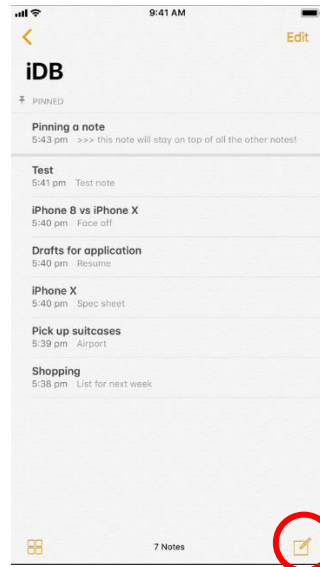 9:41 AM
Edit
iDB
PINNED
Pinning a note
5:43 pm >>> this note will stay on top of all the other notes!
Test
5:41 pm Test note
iPhone 8 vs iPhone X
5:40 pm Face off
Drafts for application
5:40 pm Resume
iPhone X
5:40 pm Spec sheet
Pick up suitcases
5:39 pm Airport
Shopping
5:38 pm List for next week
7 Notes